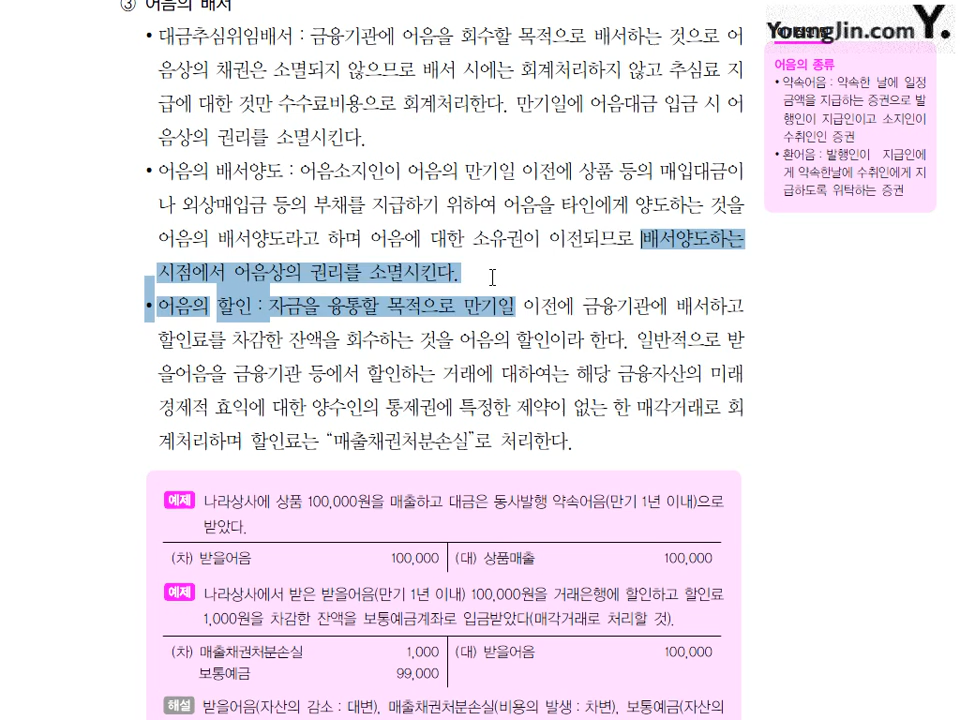 ③ 어음의 배서
• 대금추심위임배서 : 금융기관에 어음을 회수할 목적으로 배서하는 것으로 어
음상의 채권은 소멸되지 않으므로 배서 시에는 회계처리하지 않고 추심료 지
급에 대한 것만 수수료비용으로 회계처리한다. 만기일에 어음대금 입금 시 어
음상의 권리를 소멸시킨다.
• 어음의 배서양도 : 어음소지인이 어음의 만기일 이전에 상품 등의 매입대금이
나 외상매입금 등의 부채를 지급하기 위하여 어음을 타인에게 양도하는 것을
어음의 배서양도라고 하며 어음에 대한 소유권이 이전되므로 배서양도하는
시점에서 어음상의 권리를 소멸시킨다.
• 어음의 할인 : 자금을 융통할 목적으로 만기일 이전에 금융기관에 배서하고
할인료를 차감한 잔액을 회수하는 것을 어음의 할인이라 한다. 일반적으로 받
을어음을 금융기관 등에서 할인하는 거래에 대하여는 해당 금융자산의 미래
경제적 효익에 대한 양수인의 통제권에 특정한 제약이 없는 한 매각거래로 회
계처리하며 할인료는 “매출채권처분손실”로 처리한다.
예제 나라상사에 상품 100,000원을 매출하고 대금은 동사발행 약속어음(만기 1년 이내)으로
받았다.
(차) 받을어음 100,000 (대) 상품매출 100,000
예제 나라상사에서 받은 받을어음(만기 1년 이내) 100,000원을 거래은행에 할인하고 할인료
1,000원을 차감한 잔액을 보통예금계좌로 입금받았다(매각거래로 처리할 것).
(차) 매출채권처분손실 1,000 (대) 받을어음 100,000
보통예금 99,000
해설 받을어음(자산의 감소 : 대변), 매출채권처분손실(비용의 발생 : 차변), 보통예금(자산의
YoungJin.com Y.
어음의 종류
• 약속어음 : 약속한 날에 일정
금액을 지급하는 증권으로 발
행인이 지급인이고 소지인이
수취인인 증권
• 환어음 : 발행인이 지급인에
게 약속한날에 수취인에게 지
급하도록 위탁하는 증권